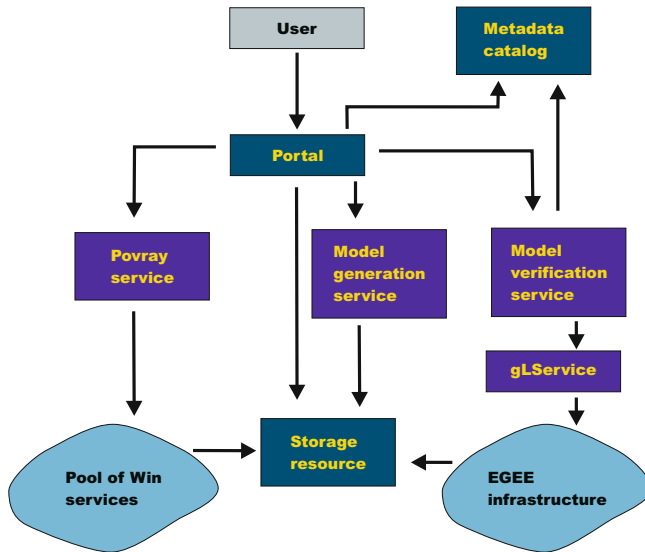 User
Metadata
catalog
Portal
Povray
service
Model
generation
service
Model
verification
service
gLService
Storage
resource
Pool of Win
services
EGEE
infrastructure